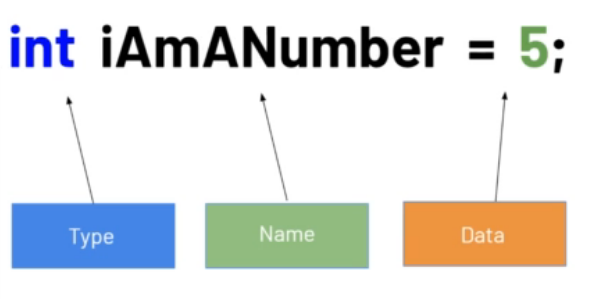 int iAmANumber = 5;
Type Name Data